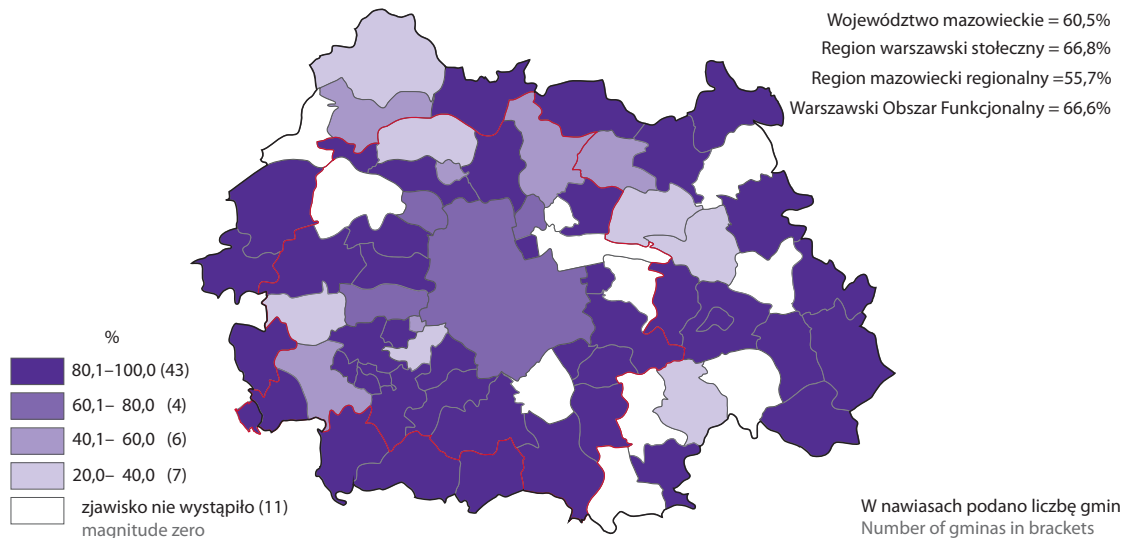 Województwo mazowieckie = 60,5%
Region warszawski stołeczny = 66,8%
Region mazowiecki regionalny =55,7%
Warszawski Obszar Funkcjonalny = 66,6%
%
80,1–100,0 (43)
60,1– 80,0 (4)
40,1– 60,0 (6)
20,0– 40,0 (7)
zjawisko nie wystąpiło (11)
magnitude zero
W nawiasach podano liczbę gmin
Number of gminas in brackets